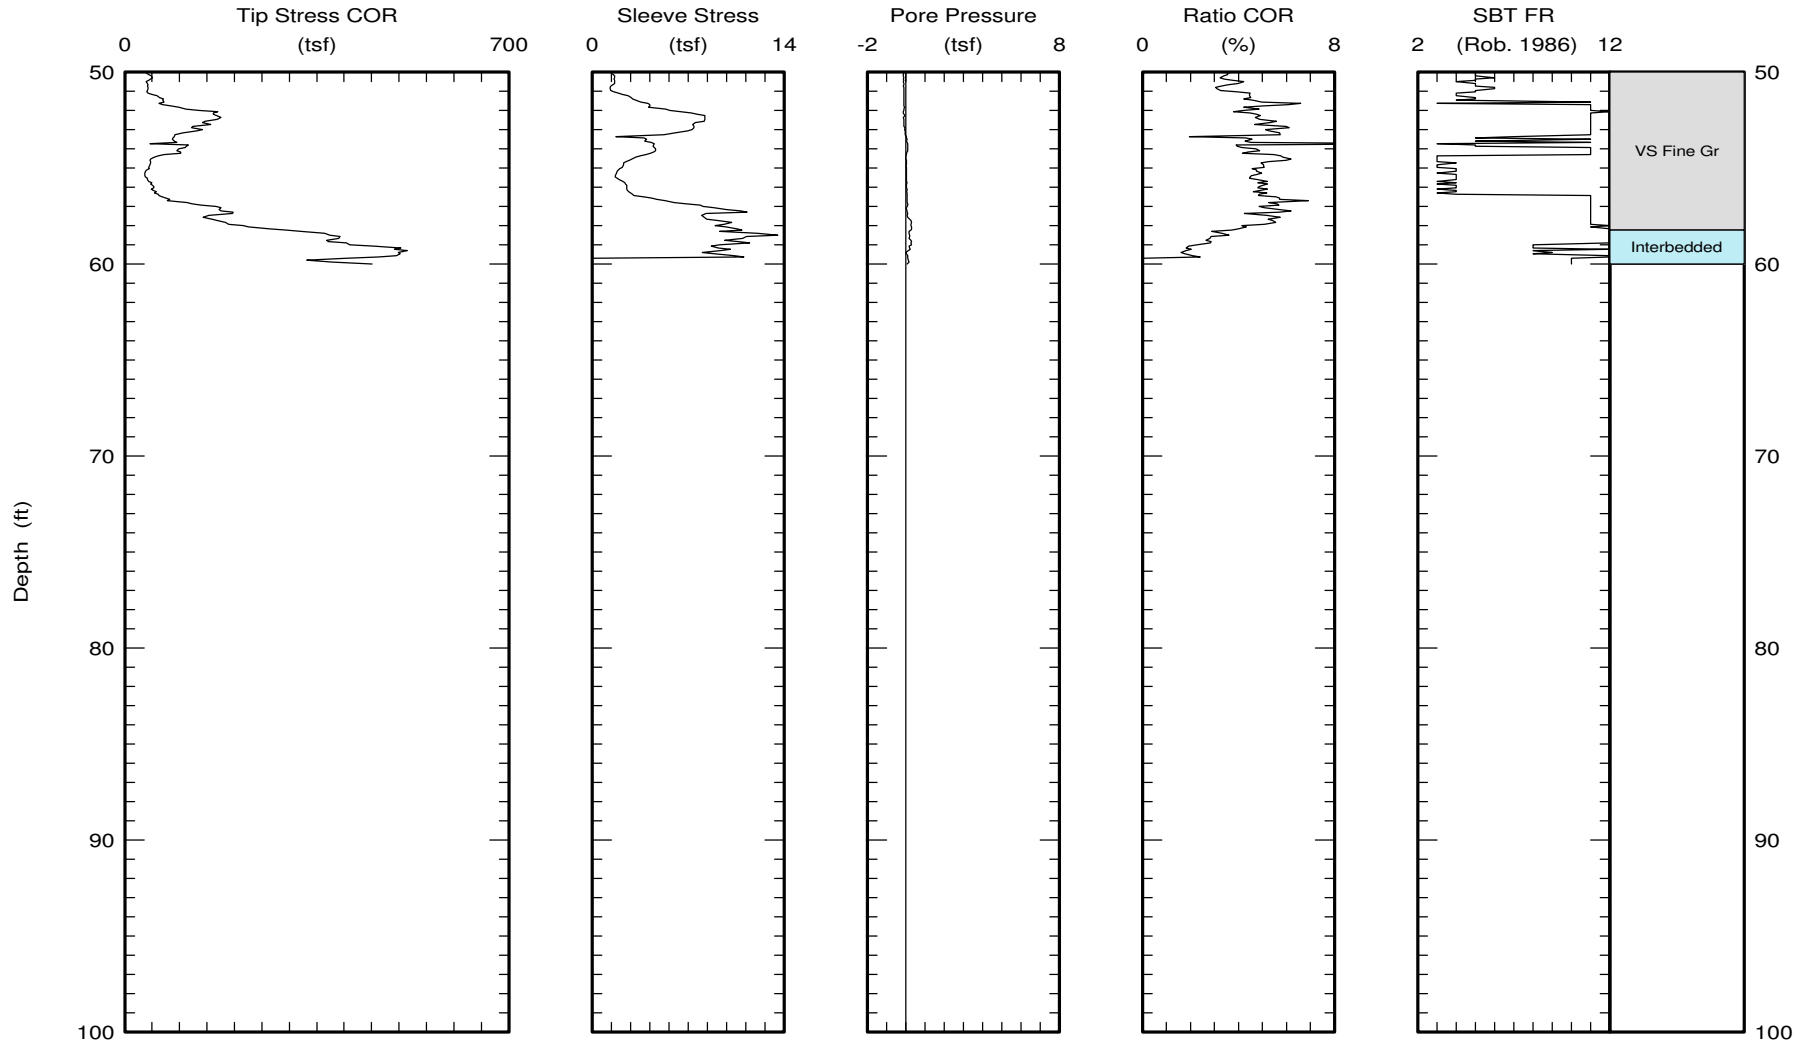 Tip Stress COR Sleeve Stress Pore Pressure Ratio COR SBT FR
0 (tsf) 700 0 (tsf) 14 -2 (tsf) 8 0 (%) 8 2 (Rob. 1986) 12
50 50
VS Fine Gr
Interbedded
60 60
70 70
Depth (ft)
80 80
90 90
100 100